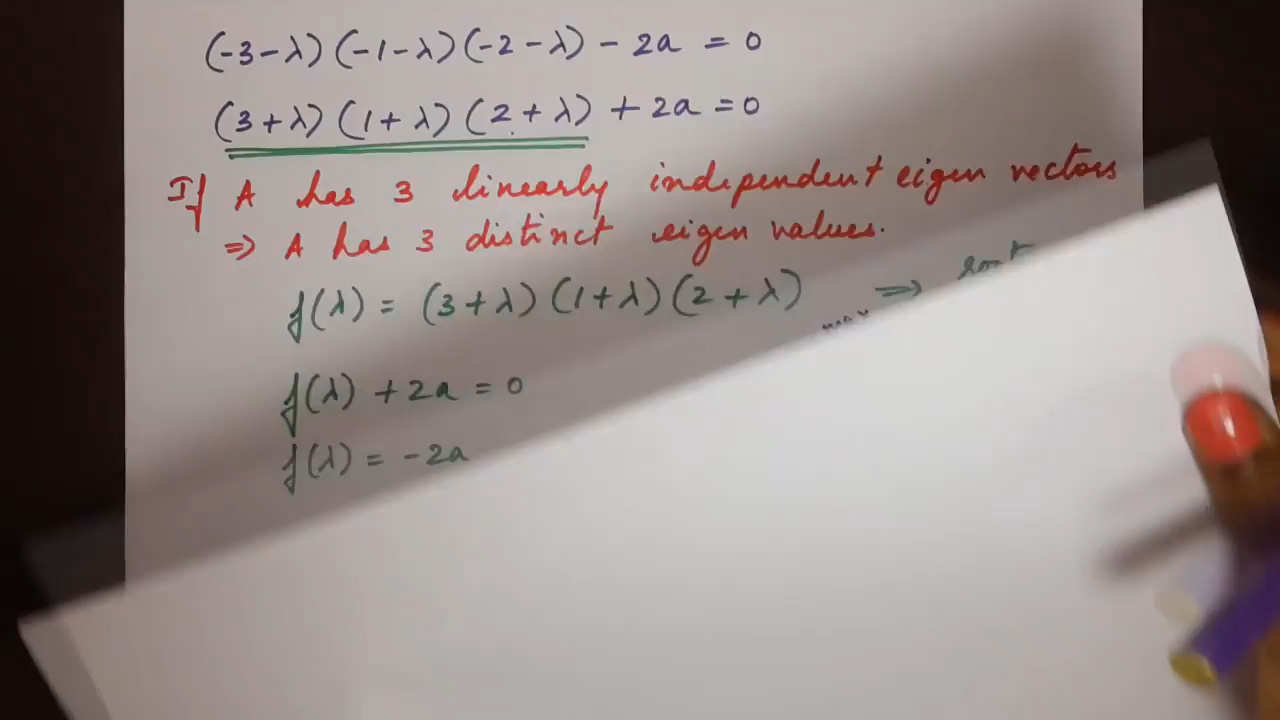 (-3-λ)(-1-λ)(-2-λ) - 2a = 0
(3+λ)(1+λ)(2+λ) + 2a = 0
If A has 3 linearly independent eigen vectors
⇒ A has 3 distinct eigen values.
f(λ) = (3+λ)(1+λ)(2+λ) ⇒
f(λ) + 2a = 0
f(λ) = -2a